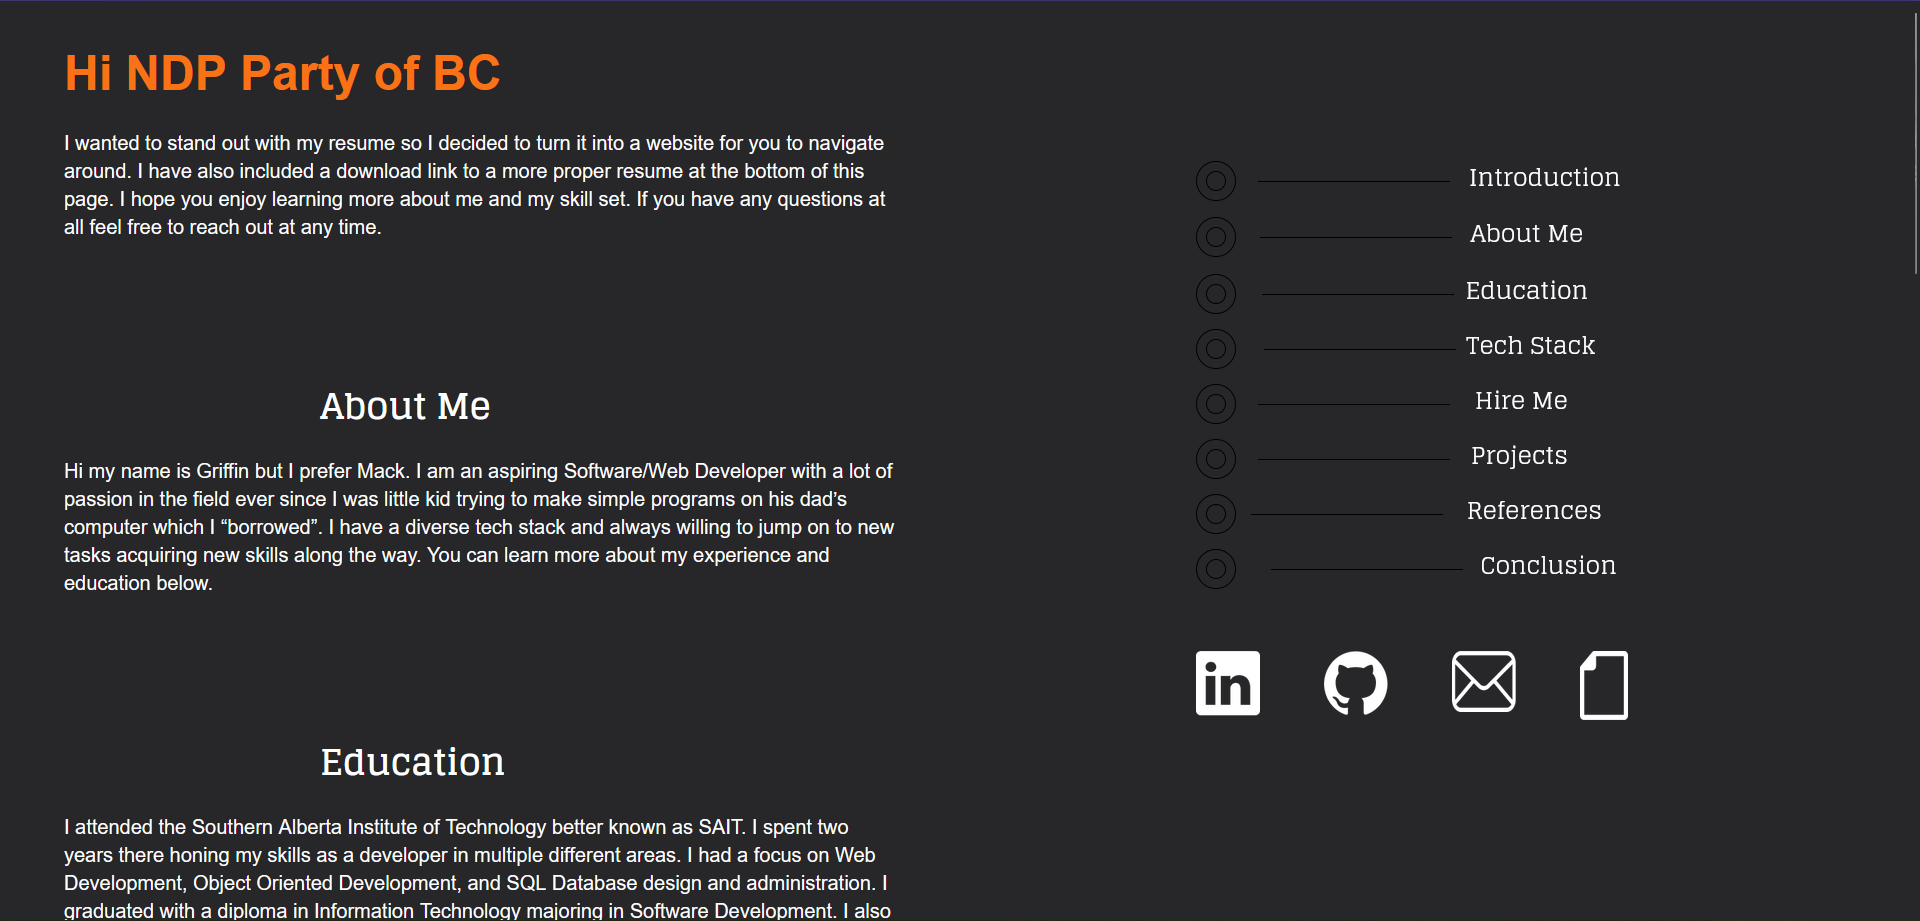 Hi NDP Party of BC
I wanted to stand out with my resume so I decided to turn it into a website for you to navigate
around. I have also included a download link to a more proper resume at the bottom of this
page. I hope you enjoy learning more about me and my skill set. If you have any questions at
all feel free to reach out at any time.
About Me
Hi my name is Griffin but I prefer Mack. I am an aspiring Software/Web Developer with a lot of
passion in the field ever since I was little kid trying to make simple programs on his dad’s
computer which I “borrowed”. I have a diverse tech stack and always willing to jump on to new
tasks acquiring new skills along the way. You can learn more about my experience and
education below.
Education
I attended the Southern Alberta Institute of Technology better known as SAIT. I spent two
years there honing my skills as a developer in multiple different areas. I had a focus on Web
Development, Object Oriented Development, and SQL Database design and administration. I
graduated with a diploma in Information Technology majoring in Software Development. I also
Introduction
About Me
Education
Tech Stack
Hire Me
Projects
References
Conclusion
in